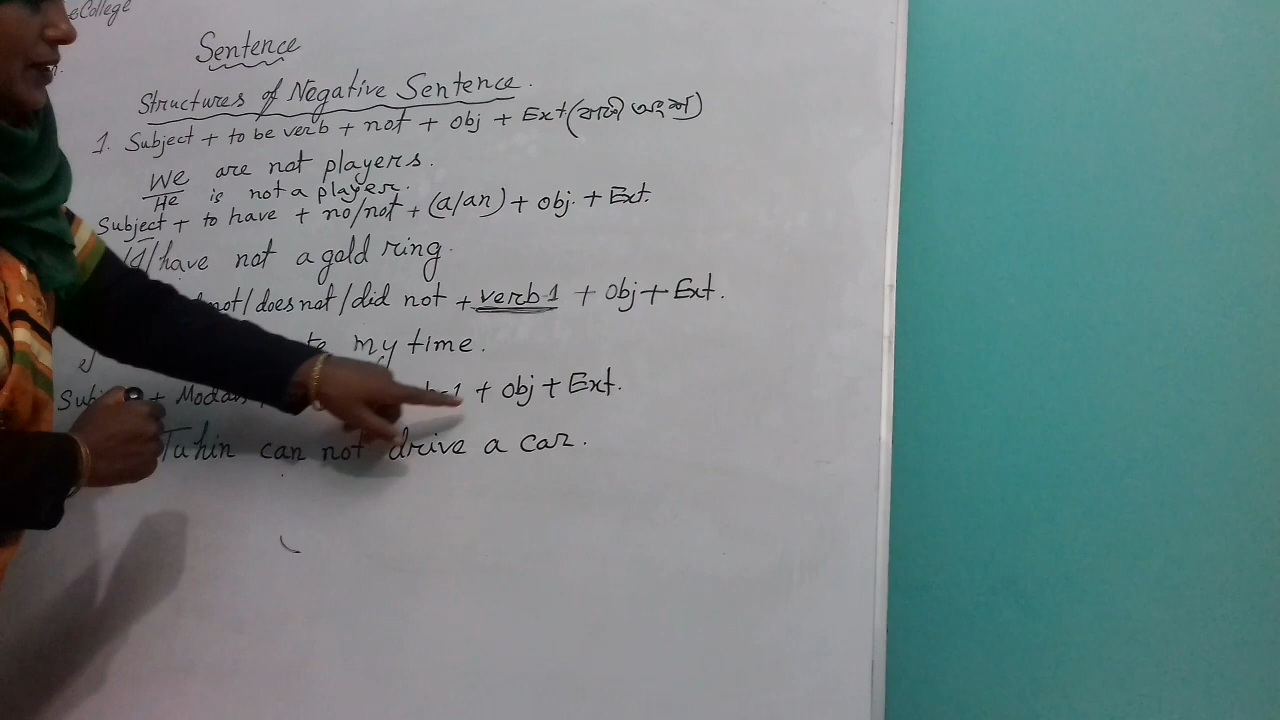 eCollege
Sentence
Structures of Negative Sentence.
1. Subject + to be verb + not + obj + Ext (বাকী অংশ)
We are not players.
He is not a player.
Subject + to have + no/not + (a/an) + obj. + Ext.
have not a gold ring.
not/does not/did not + verb-1 + obj + Ext.
my time.
+ Modal -1 + obj + Ext.
Tuhin can not drive a car.